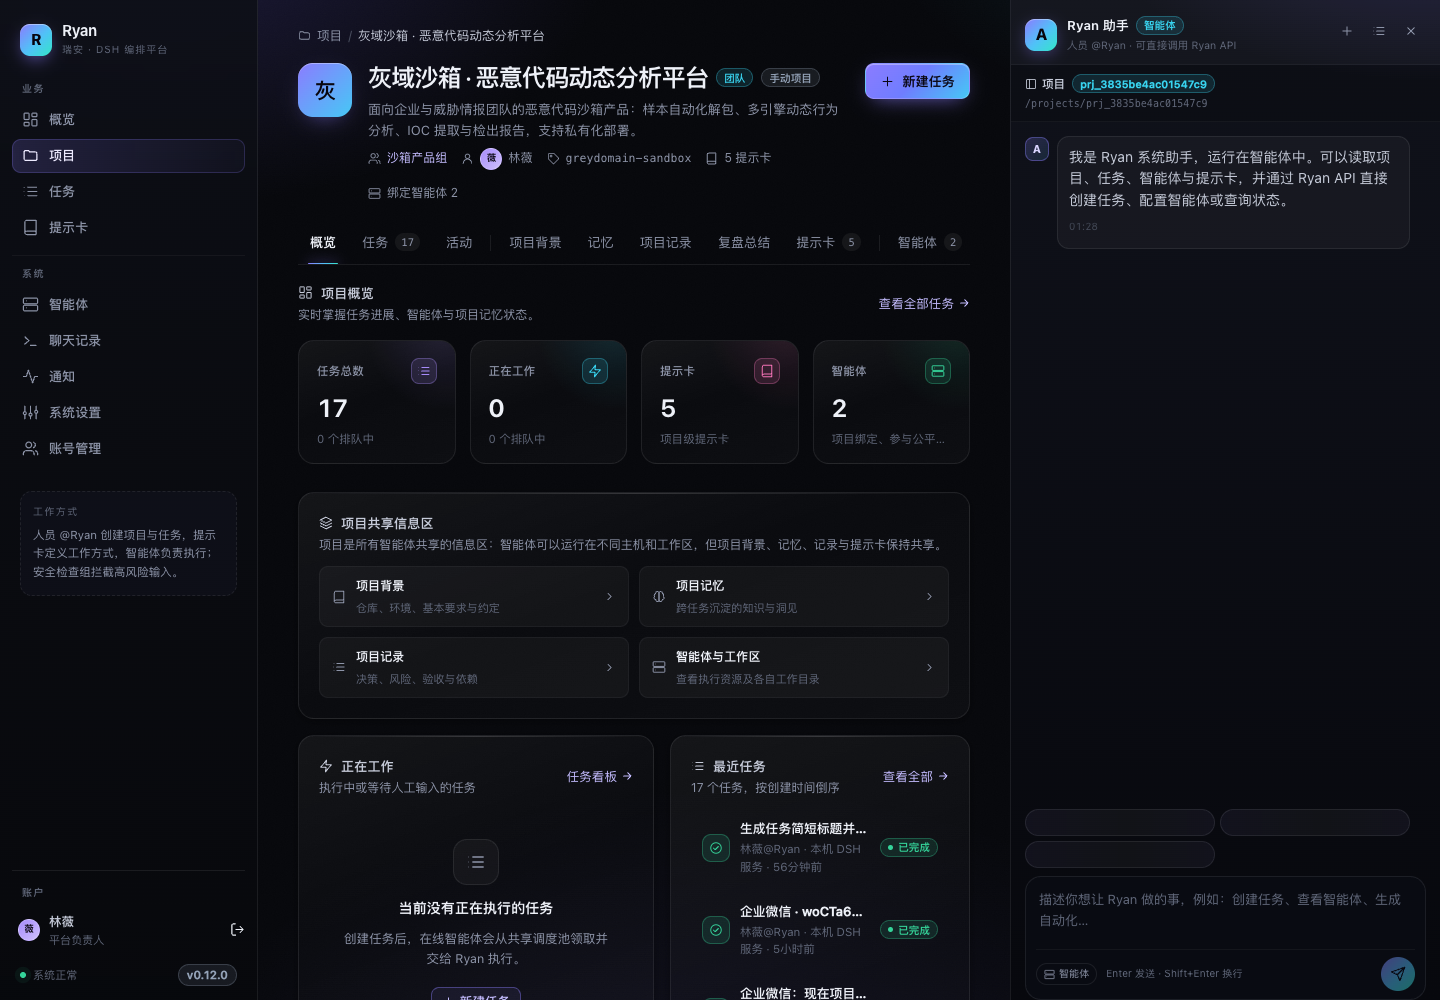 R
Ryan
瑞安 · DSH 编排平台
业务
概览
项目
任务
提示卡
系统
智能体
聊天记录
通知
系统设置
账号管理
工作方式
人员 @Ryan 创建项目与任务，提示
卡定义工作方式，智能体负责执行；
安全检查组拦截高风险输入。
账户
薇
林薇
平台负责人
系统正常
v0.12.0
项目 / 灰域沙箱 · 恶意代码动态分析平台
灰
灰域沙箱 · 恶意代码动态分析平台 团队 手动项目
新建任务
面向企业与威胁情报团队的恶意代码沙箱产品：样本自动化解包、多引擎动态行为
分析、IOC 提取与检出报告，支持私有化部署。
沙箱产品组 薇 林薇 greydomain-sandbox 5 提示卡
绑定智能体 2
概览 任务 17 活动 项目背景 记忆 项目记录 复盘总结 提示卡 5 智能体 2
项目概览
实时掌握任务进展、智能体与项目记忆状态。
查看全部任务
任务总数
17
0 个排队中
正在工作
0
0 个排队中
提示卡
5
项目级提示卡
智能体
2
项目绑定、参与公平…
项目共享信息区
项目是所有智能体共享的信息区：智能体可以运行在不同主机和工作区，但项目背景、记忆、记录与提示卡保持共享。
项目背景
仓库、环境、基本要求与约定
项目记忆
跨任务沉淀的知识与洞见
项目记录
决策、风险、验收与依赖
智能体与工作区
查看执行资源及各自工作目录
正在工作
执行中或等待人工输入的任务
任务看板
当前没有正在执行的任务
创建任务后，在线智能体会从共享调度池领取并
交给 Ryan 执行。
新建任务
最近任务
17 个任务，按创建时间倒序
查看全部
生成任务简短标题并…
林薇@Ryan · 本机 DSH
服务 · 56分钟前
已完成
企业微信 · woCTa6…
林薇@Ryan · 本机 DSH
服务 · 5小时前
已完成
企业微信：现在项目…
A
Ryan 助手 智能体
人员 @Ryan · 可直接调用 Ryan API
项目 prj_3835be4ac01547c9
/projects/prj_3835be4ac01547c9
A
我是 Ryan 系统助手，运行在智能体中。可以读取项
目、任务、智能体与提示卡，并通过 Ryan API 直接
创建任务、配置智能体或查询状态。
01:28
描述你想让 Ryan 做的事，例如：创建任务、查看智能体、生成
自动化…
智能体 Enter 发送 · Shift+Enter 换行